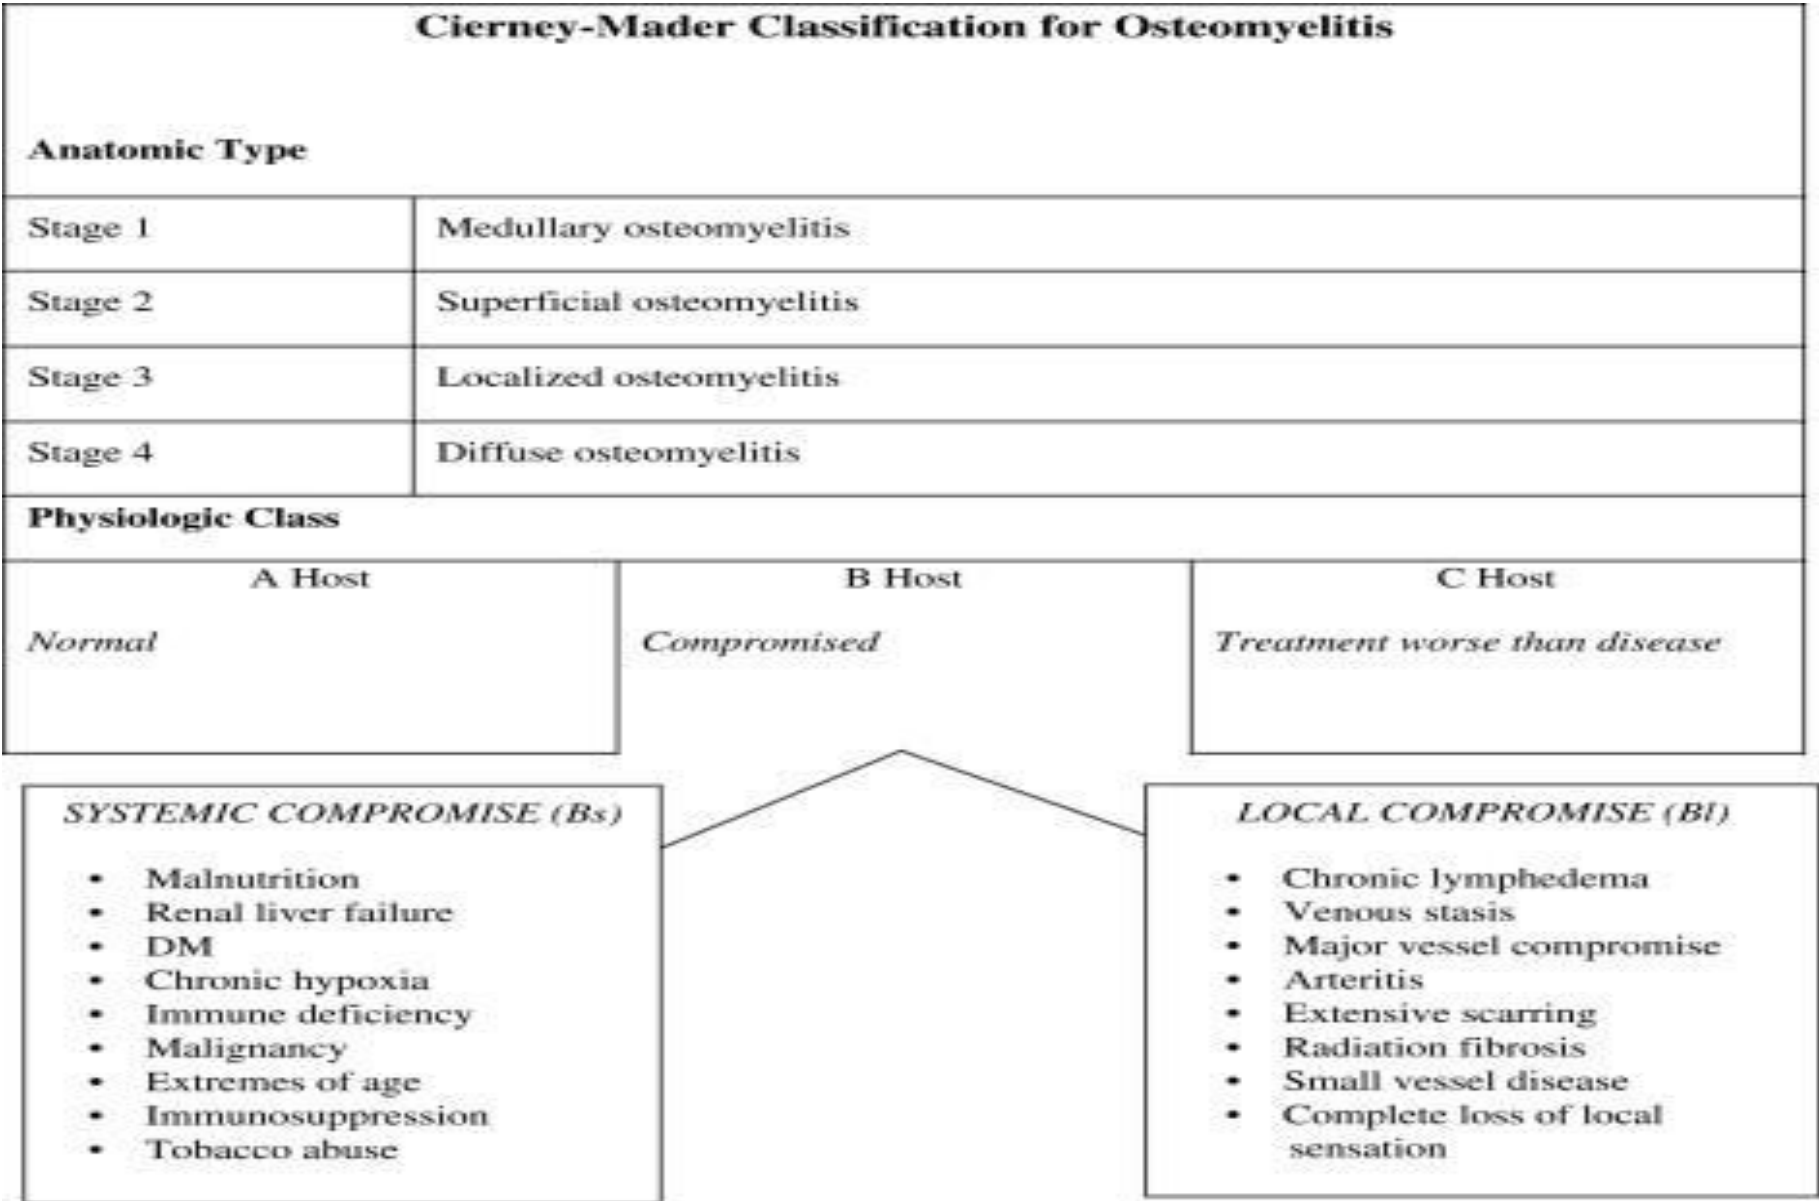 Cierney-Mader Classification for Osteomyelitis
Anatomic Type
Stage 1 Medullary osteomyelitis
Stage 2 Superficial osteomyelitis
Stage 3 Localized osteomyelitis
Stage 4 Diffuse osteomyelitis
Physiologic Class
A Host
Normal
B Host
Compromised
C Host
Treatment worse than disease
SYSTEMIC COMPROMISE (Bs)
• Malnutrition
• Renal liver failure
• DM
• Chronic hypoxia
• Immune deficiency
• Malignancy
• Extremes of age
• Immunosuppression
• Tobacco abuse
LOCAL COMPROMISE (Bl)
• Chronic lymphedema
• Venous stasis
• Major vessel compromise
• Arteritis
• Extensive scarring
• Radiation fibrosis
• Small vessel disease
• Complete loss of local
sensation